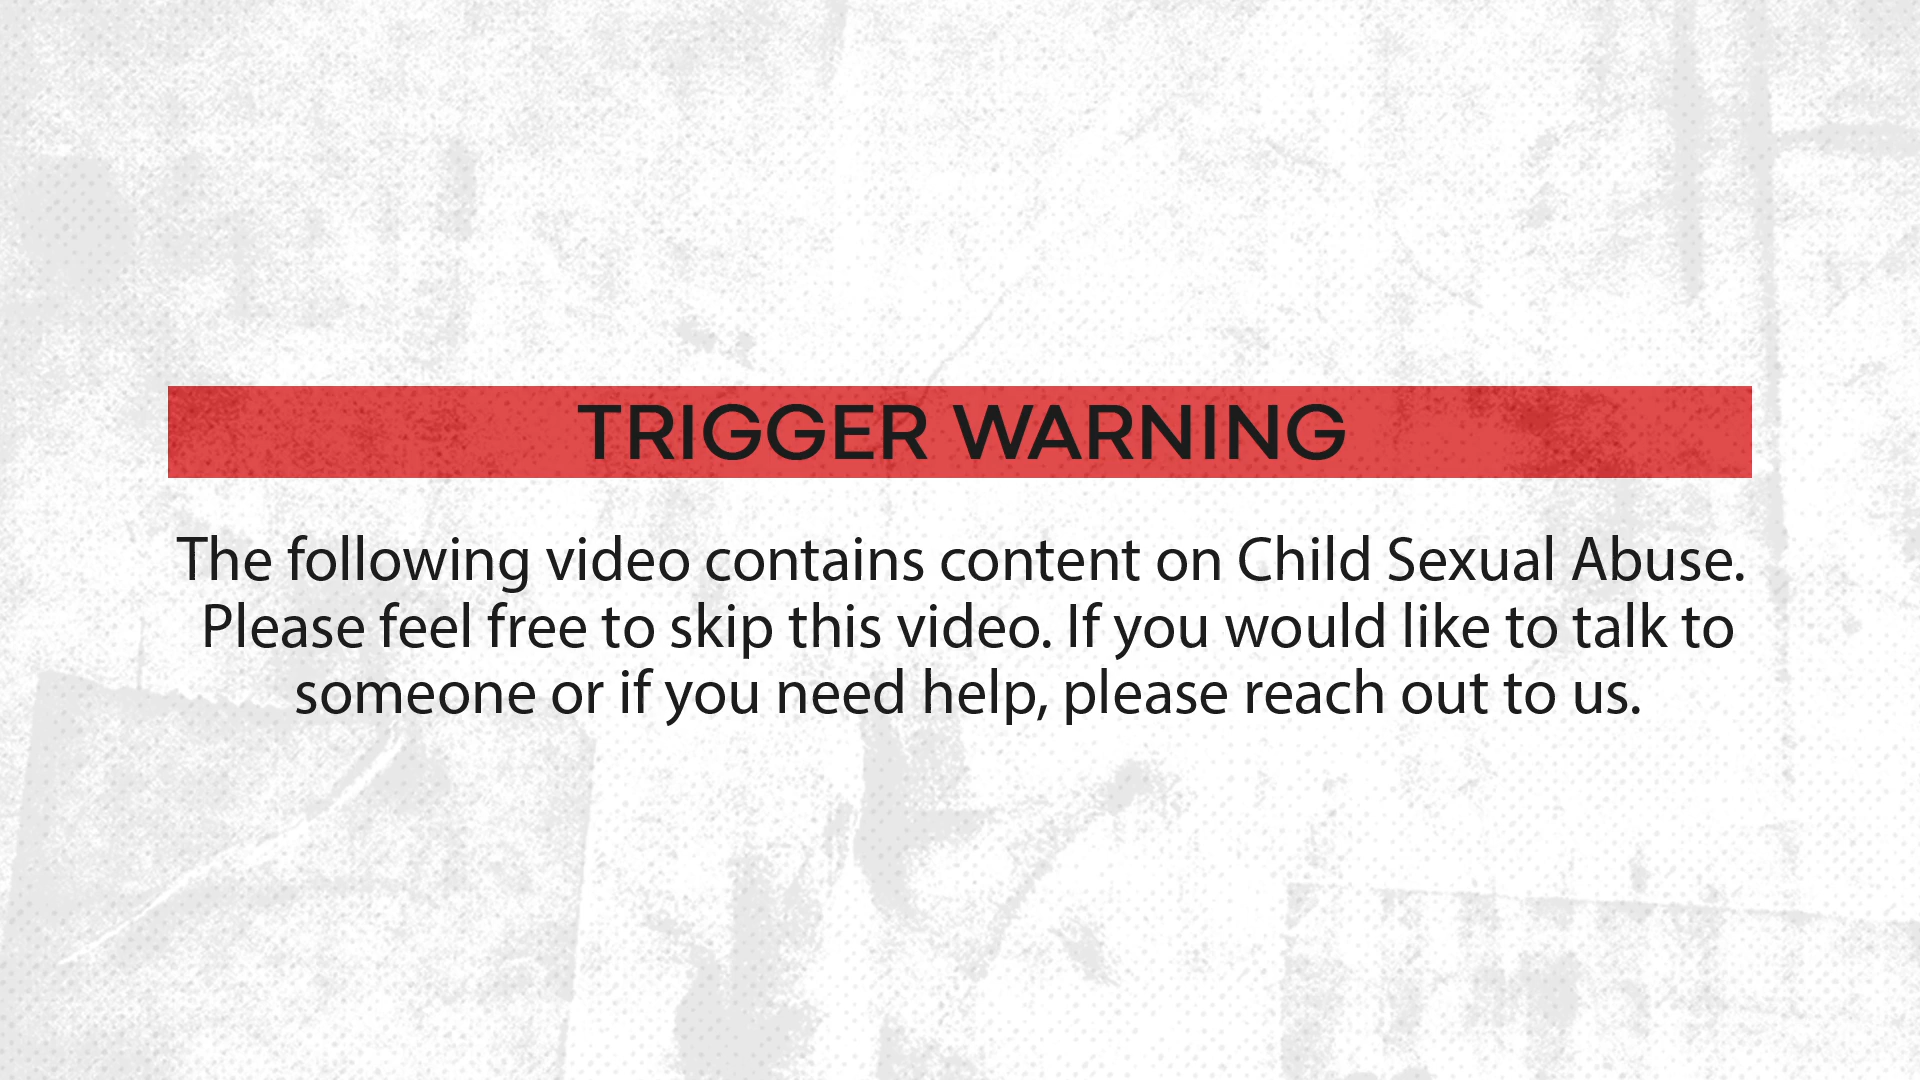 TRIGGER WARNING
The following video contains content on Child Sexual Abuse.
Please feel free to skip this video. If you would like to talk to
someone or if you need help, please reach out to us.